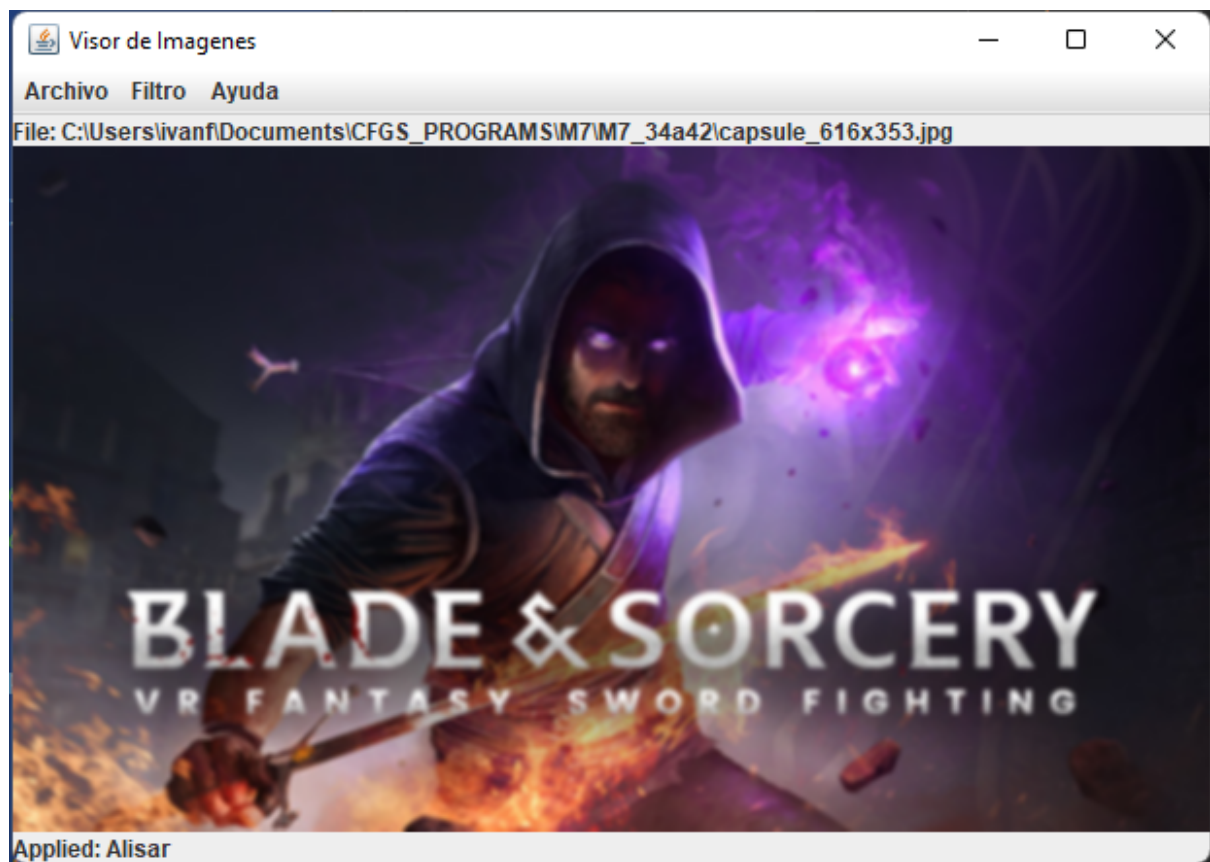 Visor de Imagenes
Archivo Filtro Ayuda
File: C:\Users\ivanf\Documents\CFGS_PROGRAMS\M7\M7_34a42\capsule_616x353.jpg
BLADE & SORCERY
VR FANTASY SWORD FIGHTING
Applied: Alisar